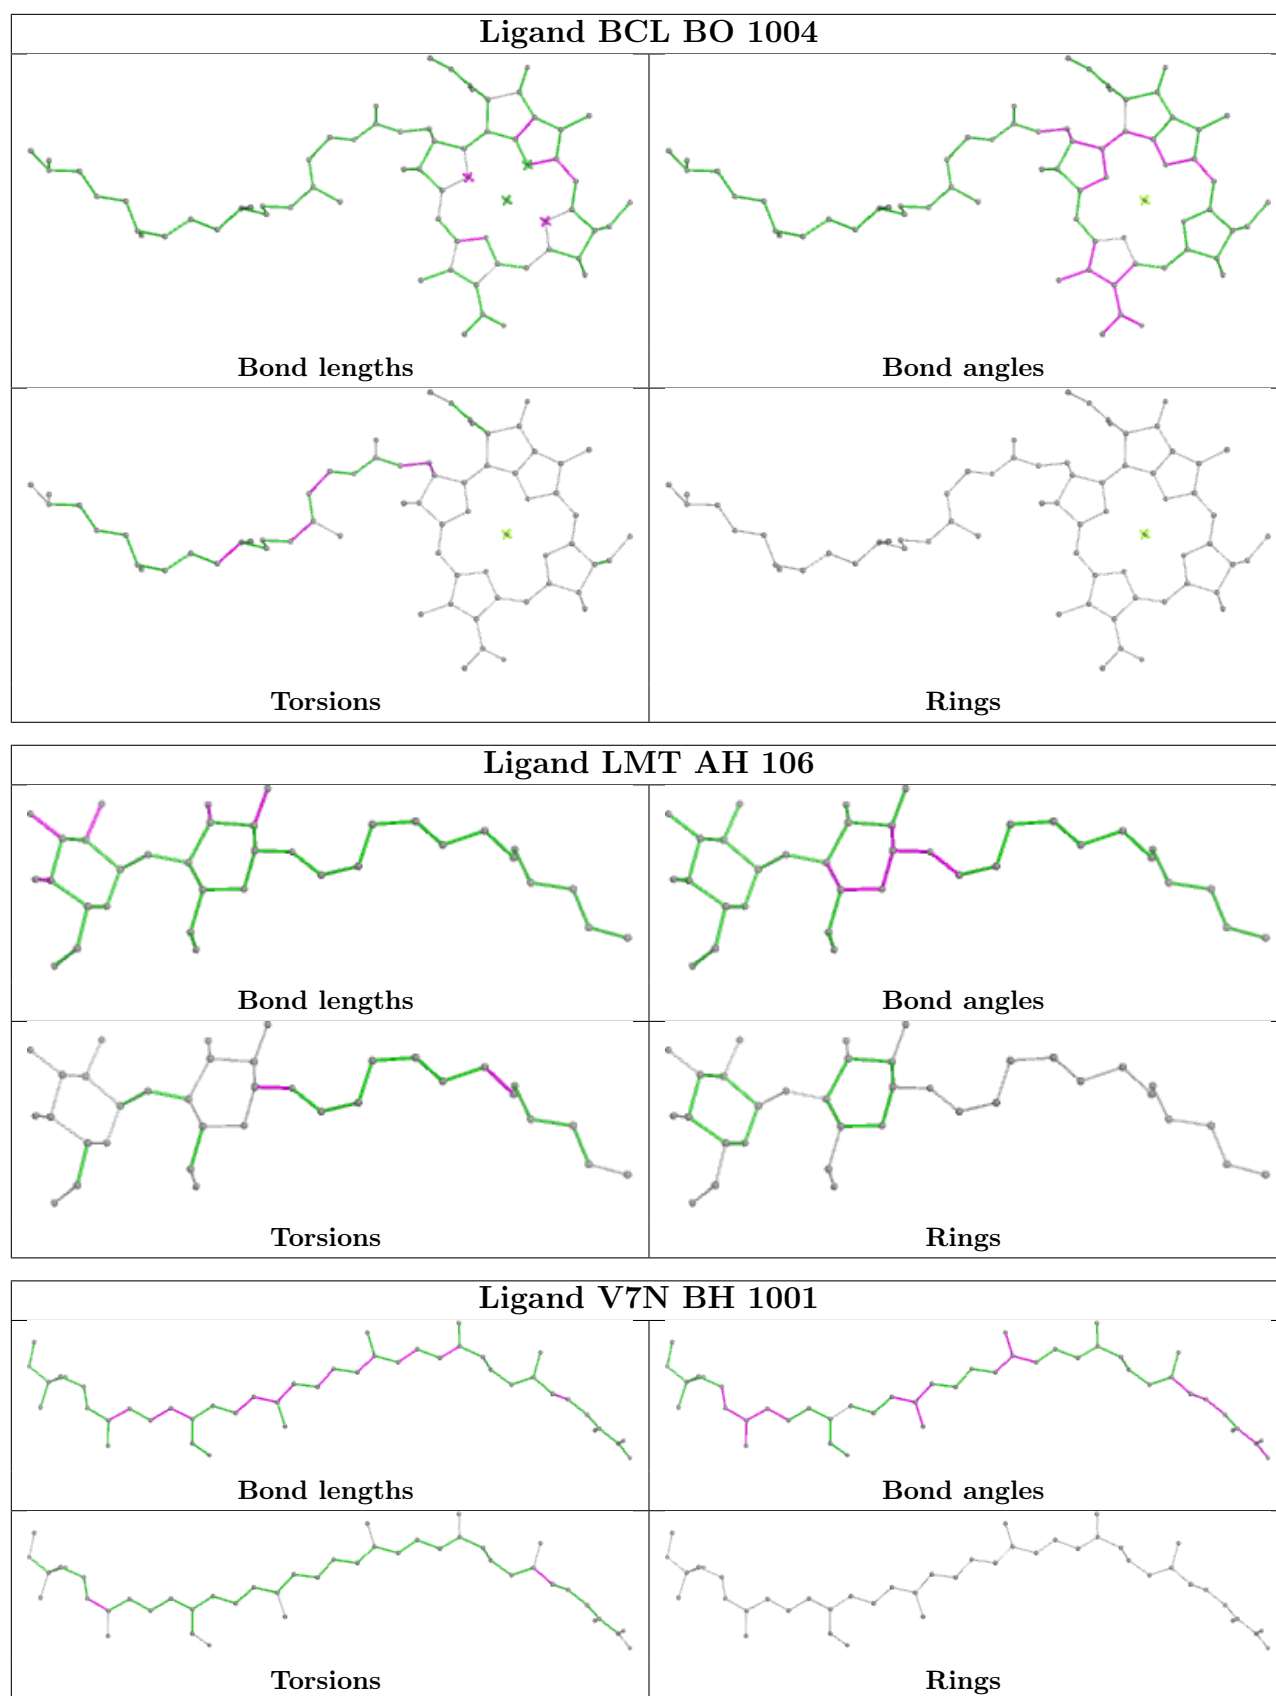 Ligand BCL BO 1004
Bond lengths
Bond angles
Torsions
Rings
Ligand LMT AH 106
Bond lengths
Bond angles
Torsions
Rings
Ligand V7N BH 1001
Bond lengths
Bond angles
Torsions
Rings